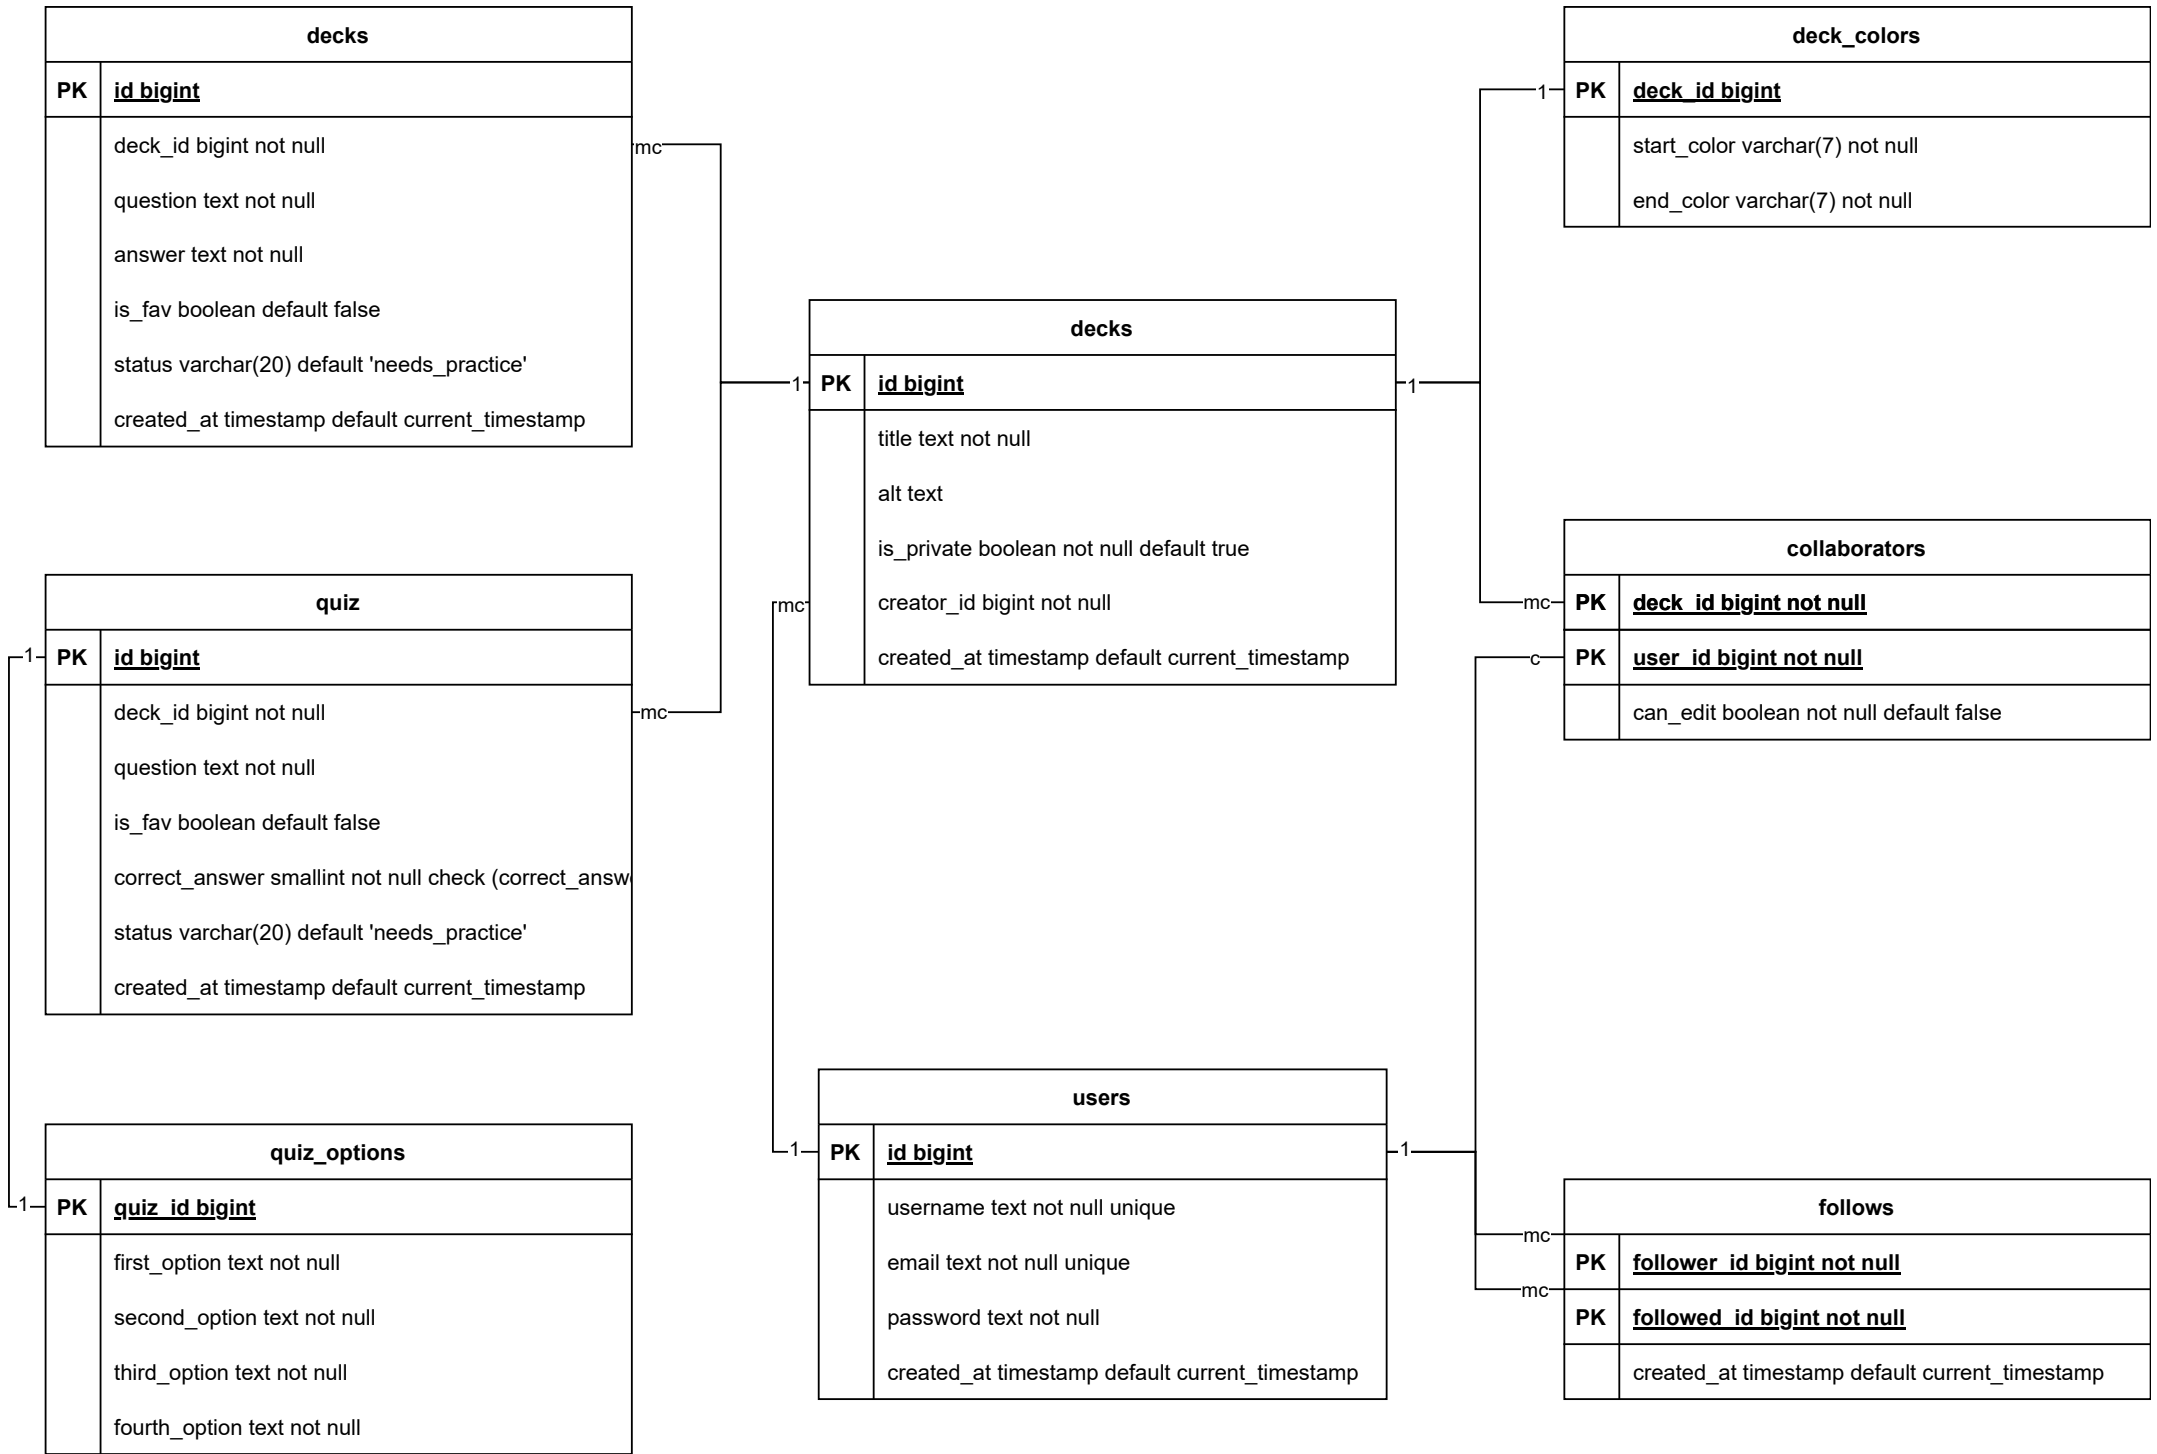 decks
PK id bigint
deck_id bigint not null
question text not null
answer text not null
is_fav boolean default false
status varchar(20) default 'needs_practice'
created_at timestamp default current_timestamp
mc
quiz
1 PK id bigint
deck_id bigint not null
question text not null
is_fav boolean default false
correct_answer smallint not null check (correct_answ
status varchar(20) default 'needs_practice'
created_at timestamp default current_timestamp
mc
quiz_options
1 PK quiz_id bigint
first_option text not null
second_option text not null
third_option text not null
fourth_option text not null
decks
1 PK id bigint 1
title text not null
alt text
is_private boolean not null default true
mc creator_id bigint not null
created_at timestamp default current_timestamp
users
1 PK id bigint 1
username text not null unique
email text not null unique
password text not null
created_at timestamp default current_timestamp
deck_colors
1 PK deck_id bigint
start_color varchar(7) not null
end_color varchar(7) not null
collaborators
mc PK deck_id bigint not null
c PK user_id bigint not null
can_edit boolean not null default false
follows
mc
PK follower_id bigint not null
mc
PK followed_id bigint not null
created_at timestamp default current_timestamp